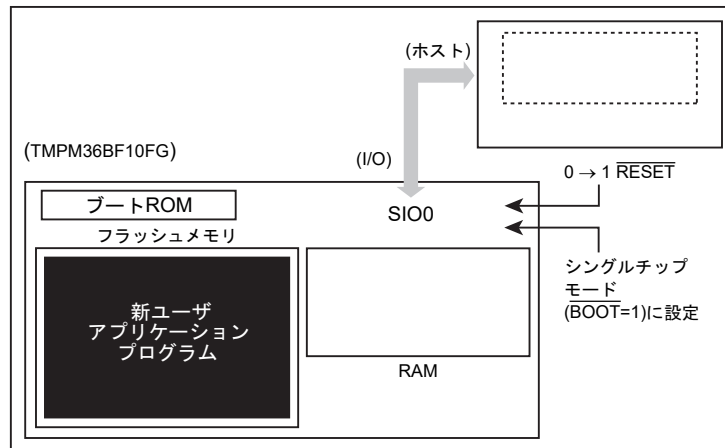 (ホスト)
(TMPM36BF10FG)
(I/O)
0 → 1 RESET
ブートROM
SIO0
フラッシュメモリ
シングルチップ
モード
(BOOT=1)に設定
新ユーザ
アプリケーション
プログラム
RAM